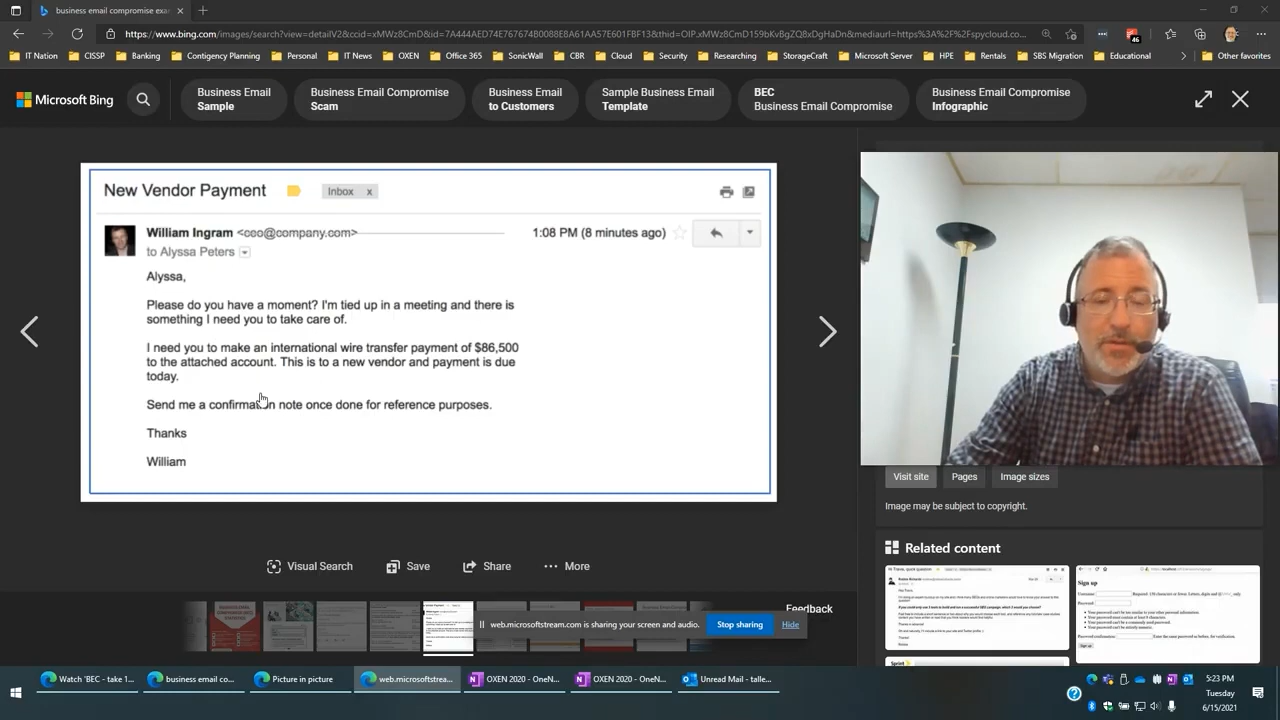 business email compromise exa
https://www.bing.com/images/search?view=detailV2&ccid=xMWz8CmD&id=7A444AED74E767674B0088E8A61AA57E601FBF13&thid=OIP.xMWz8CmD159bKvBgZQ8xDgHaDn&mediaurl=https%3A%2F%2Fspycloud.c...
46
IT Nation CISSP Banking Contigency Planning Personal IT News OXEN Office 365 SonicWall CBR Cloud Security Researching StorageCraft Microsoft Server HPE Rentals SBS Migration Educational Other favorites
Microsoft Bing
Business Email Sample
Business Email Compromise Scam
Business Email to Customers
Sample Business Email Template
BEC Business Email Compromise
Business Email Compromise Infographic
New Vendor Payment
Inbox x
William Ingram <ceo@company.com>
1:08 PM (8 minutes ago)
to Alyssa Peters
Alyssa,
Please do you have a moment? I'm tied up in a meeting and there is
something I need you to take care of.
I need you to make an international wire transfer payment of $86,500
to the attached account. This is to a new vendor and payment is due
today.
Send me a confirmation note once done for reference purposes.
Thanks
William
Visit site Pages Image sizes
Image may be subject to copyright.
Related content
Visual Search Save Share More
Feedback
web.microsoftstream.com is sharing your screen and audio.
Stop sharing Hide
Sign up
Sprint
Watch 'BEC - take 1... business email co... Picture in picture web.microsoftstrea... OXEN 2020 - OneN... OXEN 2020 - OneN... Unread Mail - talle...
5:23 PM
Tuesday
6/15/2021